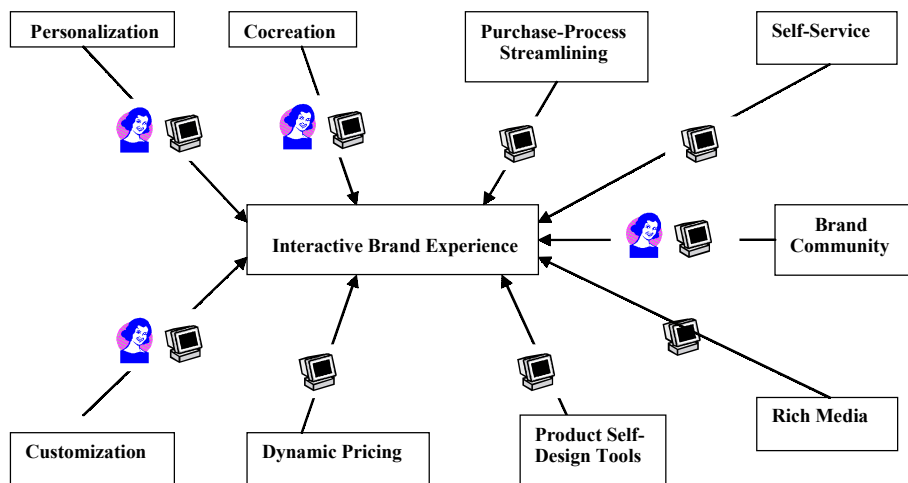 Personalization
Cocreation
Purchase-Process
Streamlining
Self-Service
Interactive Brand Experience
Brand
Community
Customization
Dynamic Pricing
Product Self-
Design Tools
Rich Media